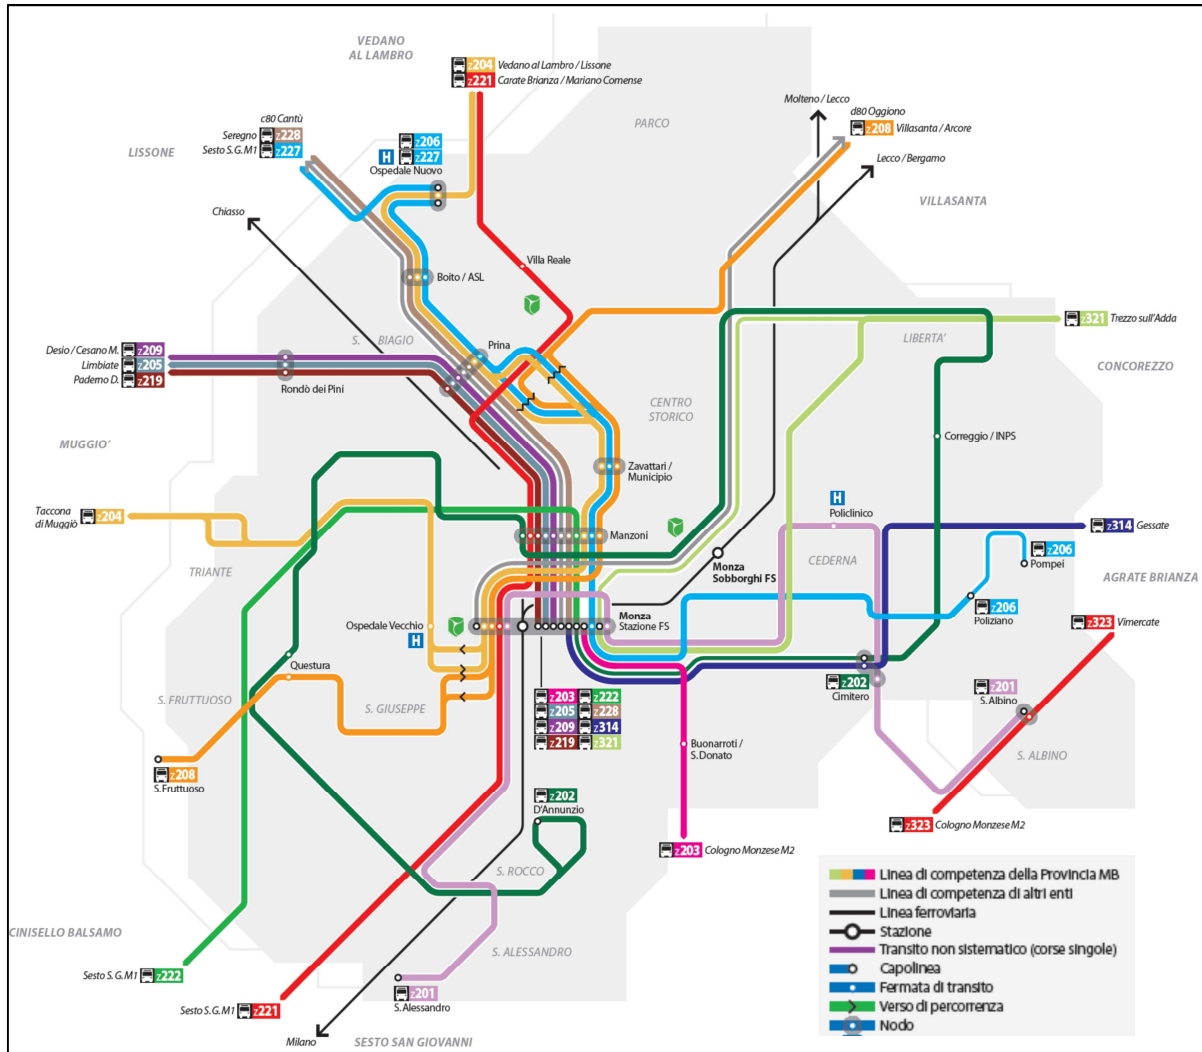 VEDANO
AL LAMBRO
z204 Vedano al Lambro / Lissone
z221 Carate Brianza / Mariano Comense
c80 Cantù
Seregno z228
Sesto S.G.M1 z227
LISSONE
z206
H z227
Ospedale Nuovo
PARCO
Molteno / Lecco
d80 Oggiono
z208 Villasanta / Arcore
Lecco / Bergamo
VILLASANTA
Chiasso
Villa Reale
Boito / ASL
S. BIAGIO
Prina
LIBERTA'
z321 Trezzo sull'Adda
Desio / Cesano M. z209
Limbiate z205
Paderno D. z219
Rondò dei Pini
CONCOREZZO
CENTRO
STORICO
MUGGIO'
Correggio / INPS
Zavattari /
Municipio
H
Policlinico
Taccona
di Muggiò z204
Manzoni
z314 Gessate
CEDERNA
z206
Pompei
Monza
Sobborghi FS
TRIANTE
AGRATE BRIANZA
z206
Poliziano
Ospedale Vecchio
H
Monza
Stazione FS
z323 Vimercate
Questura
z202
Cimitero
z201
S.Albino
S. FRUTTUOSO
S. GIUSEPPE
z203 z222
z205 z228
z209 z314
z219 z321
Buonarroti /
S.Donato
S. ALBINO
z208
S.Fruttuoso
z202
D'Annunzio
z323 Cologno Monzese M2
z203 Cologno Monzese M2
S. ROCCO
CINISELLO BALSAMO
S. ALESSANDRO
Sesto S. G.M1 z222
z201
S.Alessandro
Sesto S. G.M1 z221
Milano
SESTO SAN GIOVANNI
Linea di competenza della Provincia MB
Linea di competenza di altri enti
Linea ferroviaria
Stazione
Transito non sistematico (corse singole)
Capolinea
Fermata di transito
Verso di percorrenza
Nodo